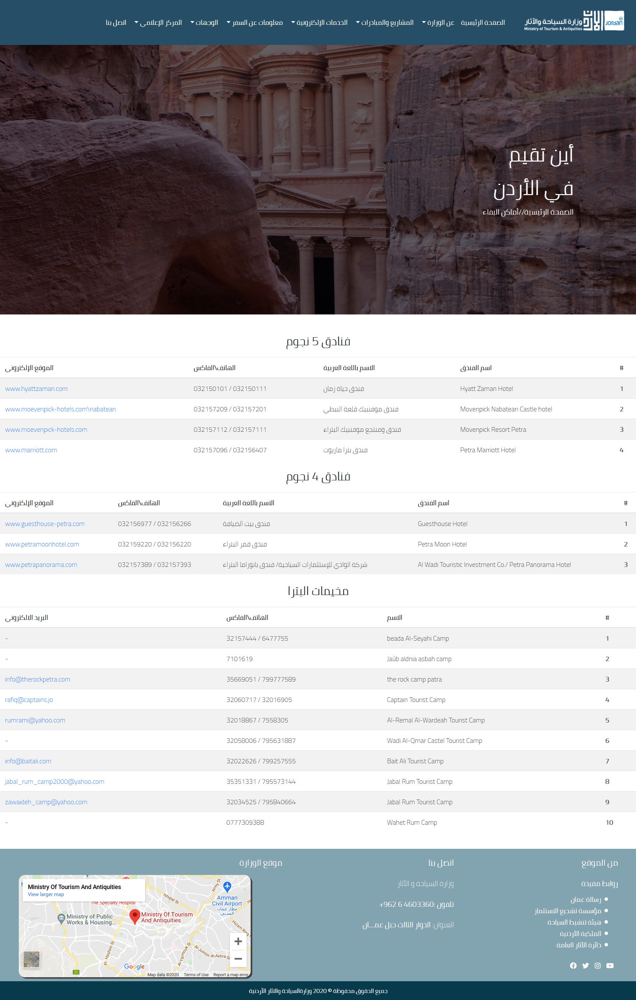 وزارة السياحة والآثار الأردن Jordan
Ministry of Tourism & Antiquities
الصفحة الرئيسية عن الوزارة المشاريع والمبادرات الخدمات الإلكترونية معلومات عن السفر الوجهات المركز الإعلامي اتصل بنا
أين تقيم
في الأردن
الصفحة الرئيسية//أماكن البقاء
فنادق 5 نجوم
# اسم الفندق الاسم باللغة العربية الهاتف\الفاكس الموقع الإلكتروني
1 Hyatt Zaman Hotel فندق حياة زمان 032150101 / 032150111 www.hyattzaman.com
2 Movenpick Nabatean Castle hotel فندق موفنبيك قلعة النبطي 032157209 / 032157201 www.moevenpick-hotels.com\nabatean
3 Movenpick Resort Petra فندق ومنتجع موفنبيك البتراء 032157112 / 032157111 www.moevenpick-hotels.com
4 Petra Marriott Hotel فندق بترا ماريوت 032157096 / 032156407 www.marriott.com
فنادق 4 نجوم
# اسم الفندق الاسم باللغة العربية الهاتف\الفاكس الموقع الإلكتروني
1 Guesthouse Hotel فندق بيت الضيافة 032156977 / 032156266 www.guesthouse-petra.com
2 Petra Moon Hotel فندق قمر البتراء 032159220 / 032156220 www.petramoonhotel.com
3 Al Wadi Touristic Investment Co./ Petra Panorama Hotel شركة الوادي للإستثمارات السياحية/ فندق بانوراما البتراء 032157389 / 032157393 www.petrapanorama.com
مخيمات البترا
# الاسم الهاتف\الفاكس البريد الالكتروني
1 beada Al-Seyahi Camp 32157444 / 6477755 -
2 Jaúb aldnia asbah camp 7101619 -
3 the rock camp patra 35669051 / 799777589 info@therockpetra.com
4 Captain Tourist Camp 32060717 / 32016905 rafiq@captains.jo
5 Al-Remal Al-Wardeah Tourist Camp 32018867 / 7558305 rumrami@yahoo.com
6 Wadi Al-Qmar Castel Tourist Camp 32058006 / 795631887 -
7 Bait Ali Tourist Camp 32022626 / 799257555 info@baitali.com
8 Jabal Rum Tourist Camp 35351331 / 795573144 jabal_rum_camp2000@yahoo.com
9 Jabal Rum Tourist Camp 32034525 / 795840664 zawaideh_camp@yahoo.com
10 Wahet Rum Camp 0777309388 -
من الموقع
روابط مفيدة
رسالة عمان
مؤسسة تشجيع الاستثمار
هيئة تنشيط السياحة
الملكية الأردنية
دائرة الأثار العامة
اتصل بنا
وزارة السياحة و الأثار
تلفون :4603360 6 962+
العنوان: الدوار الثالث جبل عمـــان
موقع الوزارة
Ministry Of Tourism And Antiquities
View larger map
The Specialty Hospital
Ministry of Public
Works & Housing...
Ministry Of Tourism
And Antiquities
Amman
Civil Airport
مطار عمان
المدني
Army St
Istiqlal St
Hizam Ring
Pr. Hashim St
Al-Yarmouk St
Al-Jusoor
Al-Ashra
35
Google
Map data ©2020 Terms of Use Report a map error
جميع الحقوق محفوظة © 2020 وزارةالسياحة والاثار الأردنية